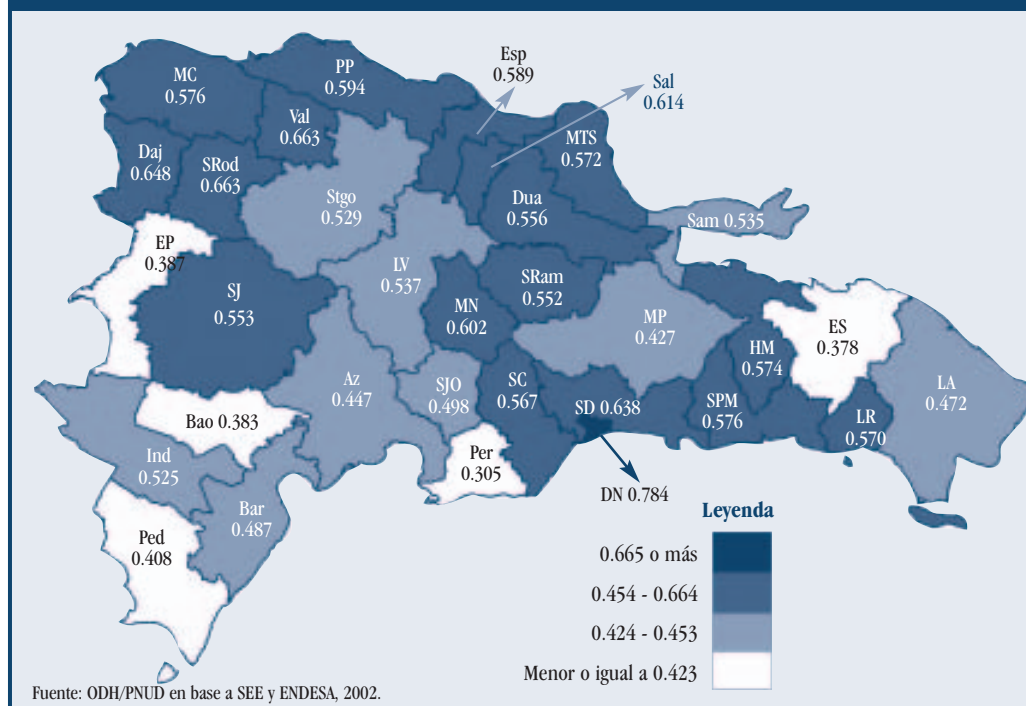 MC
0.576
PP
0.594
Esp
0.589
Sal
0.614
Val
0.663
MTS
0.572
Daj
0.648
SRod
0.663
Stgo
0.529
Dua
0.556
Sam 0.535
EP
0.387
SJ
0.553
LV
0.537
MN
0.602
SRam
0.552
MP
0.427
ES
0.378
HM
0.574
LA
0.472
Az
0.447
SJO
0.498
SC
0.567
SD 0.638
SPM
0.576
LR
0.570
Bao 0.383
Per
0.305
DN 0.784
Ind
0.525
Bar
0.487
Ped
0.408
Leyenda
0.665 o más
0.454 - 0.664
0.424 - 0.453
Menor o igual a 0.423
Fuente: ODH/PNUD en base a SEE y ENDESA, 2002.